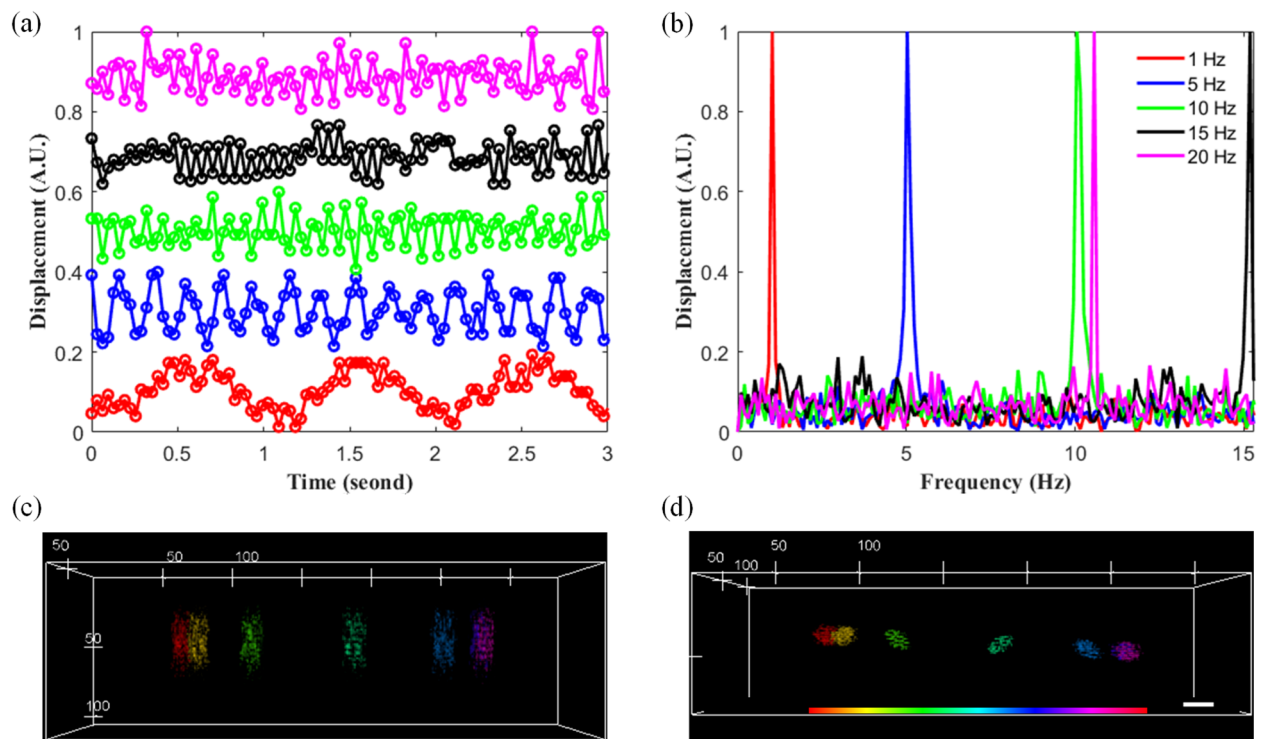 (a)
Displacement (A.U.)
1
0.8
0.6
0.4
0.2
0
0 0.5 1 1.5 2 2.5 3
Time (seond)
(b)
Displacement (A.U.)
1
0.8
0.6
0.4
0.2
0
1 Hz
5 Hz
10 Hz
15 Hz
20 Hz
0 5 10 15
Frequency (Hz)
(c)
50
50 100
50
100
(d)
50 100
50
100